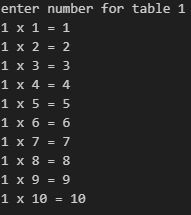 enter number for table 1
1 x 1 = 1
1 x 2 = 2
1 x 3 = 3
1 x 4 = 4
1 x 5 = 5
1 x 6 = 6
1 x 7 = 7
1 x 8 = 8
1 x 9 = 9
1 x 10 = 10